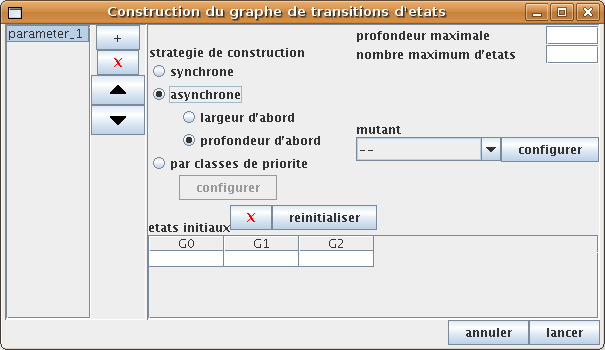 Construction du graphe de transitions d'etats
parameter_1
+
X
strategie de construction
synchrone
asynchrone
largeur d'abord
profondeur d'abord
par classes de priorite
configurer
profondeur maximale
nombre maximum d'etats
mutant
--
configurer
etats initiaux
X
reinitialiser
G0 G1 G2
annuler
lancer